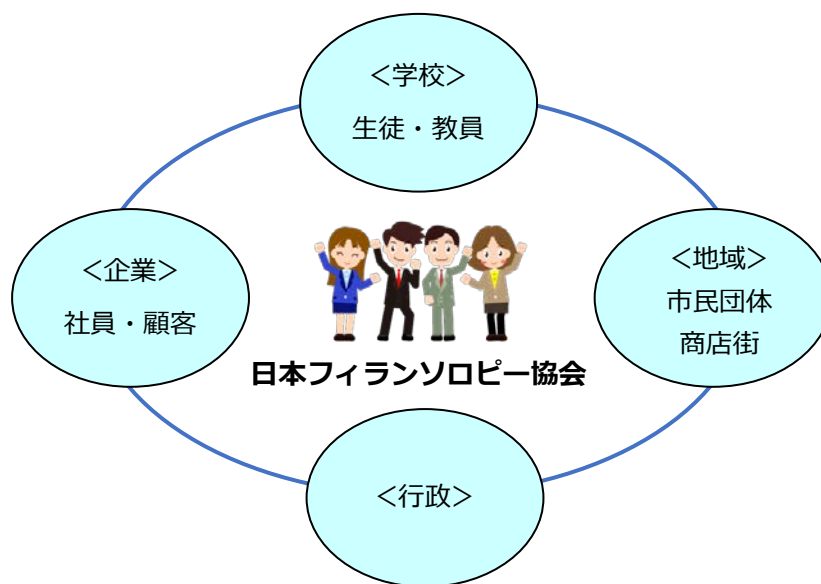 ＜学校＞
生徒・教員
＜企業＞
社員・顧客
＜地域＞
市民団体
商店街
日本フィランソロピー協会
＜行政＞